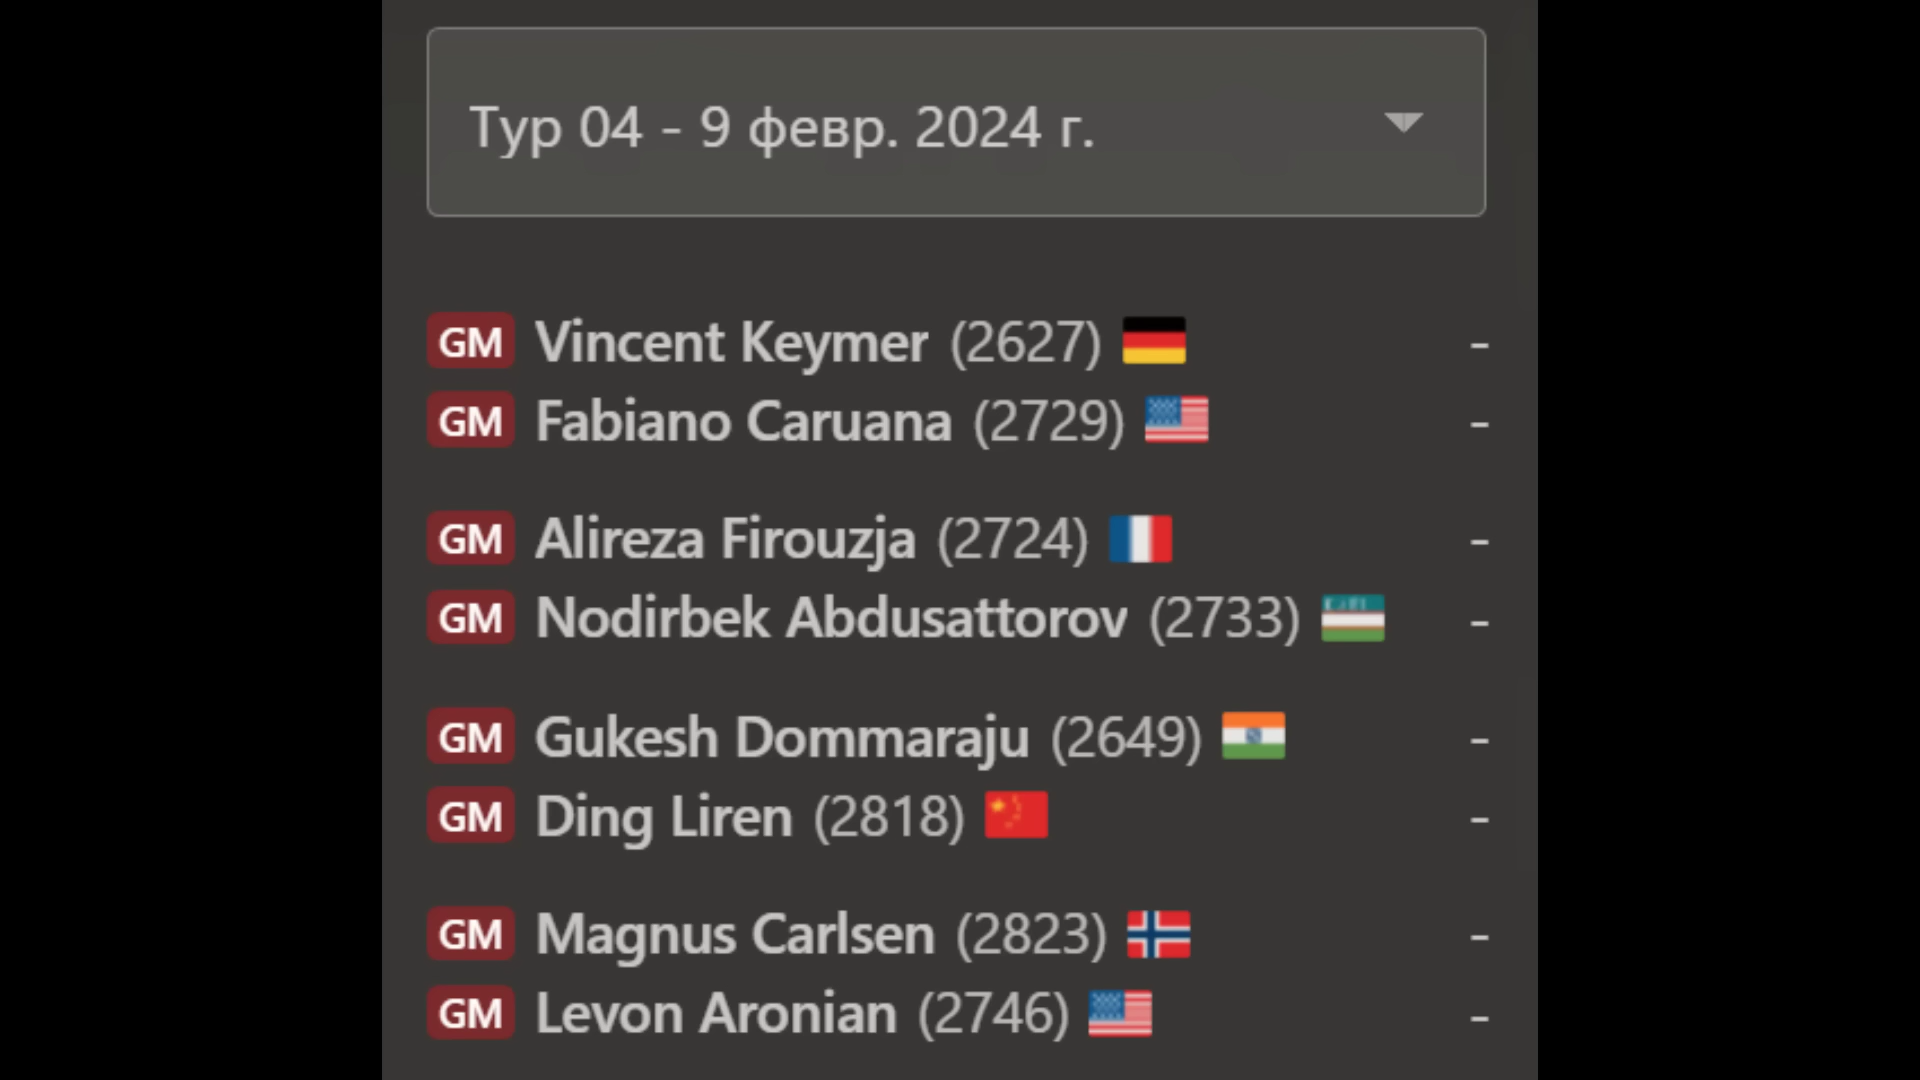 Тур 04 - 9 февр. 2024 г.
GM Vincent Keymer (2627) -
GM Fabiano Caruana (2729) -
GM Alireza Firouzja (2724) -
GM Nodirbek Abdusattorov (2733) -
GM Gukesh Dommaraju (2649) -
GM Ding Liren (2818) -
GM Magnus Carlsen (2823) -
GM Levon Aronian (2746) -